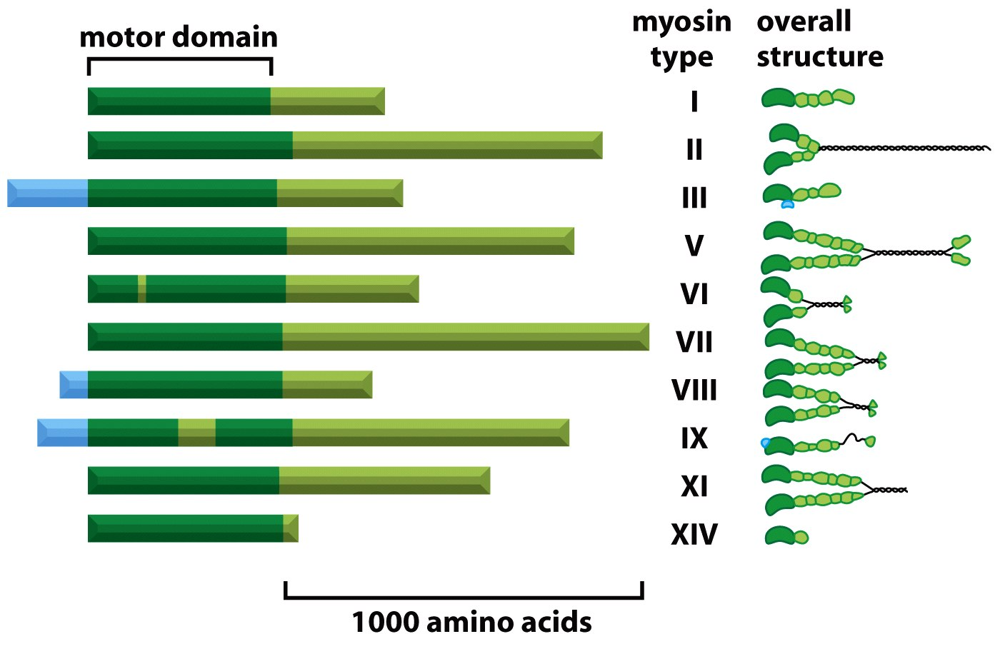 motor domain
myosin type
overall structure
I
II
III
V
VI
VII
VIII
IX
XI
XIV
1000 amino acids